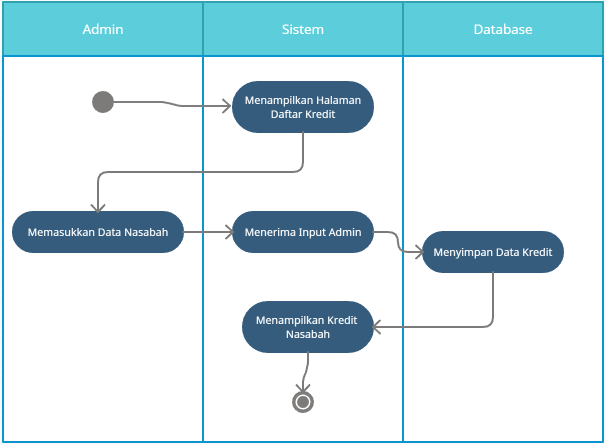 Admin
Sistem
Database
Menampilkan Halaman
Daftar Kredit
Memasukkan Data Nasabah
Menerima Input Admin
Menyimpan Data Kredit
Menampilkan Kredit
Nasabah